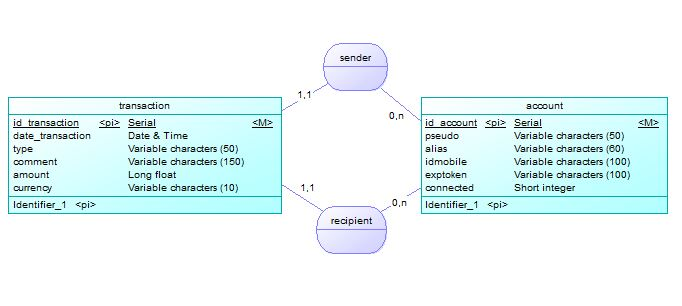 sender
1,1
0,n
transaction
id_transaction <pi> Serial <M>
date_transaction Date & Time
type Variable characters (50)
comment Variable characters (150)
amount Long float
currency Variable characters (10)
Identifier_1 <pi>
account
id_account <pi> Serial <M>
pseudo Variable characters (50)
alias Variable characters (60)
idmobile Variable characters (100)
exptoken Variable characters (100)
connected Short integer
Identifier_1 <pi>
1,1
0,n
recipient